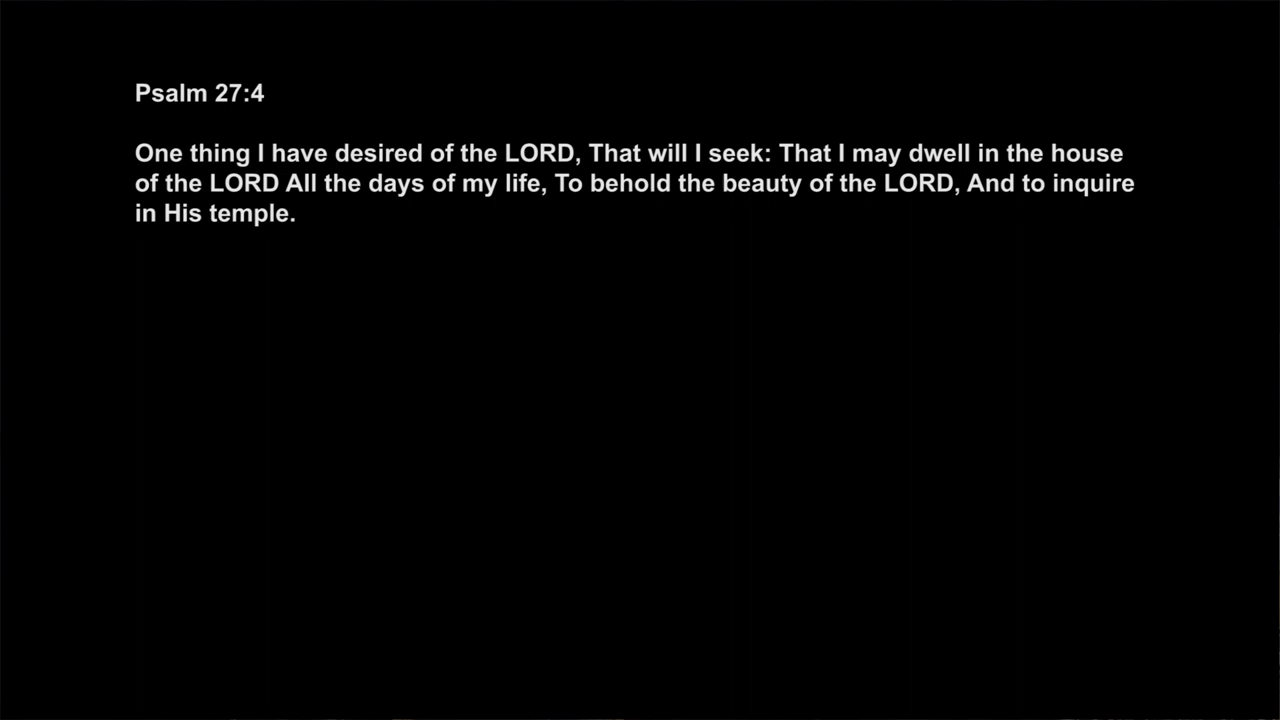 Psalm 27:4
One thing I have desired of the LORD, That will I seek: That I may dwell in the house
of the LORD All the days of my life, To behold the beauty of the LORD, And to inquire
in His temple.